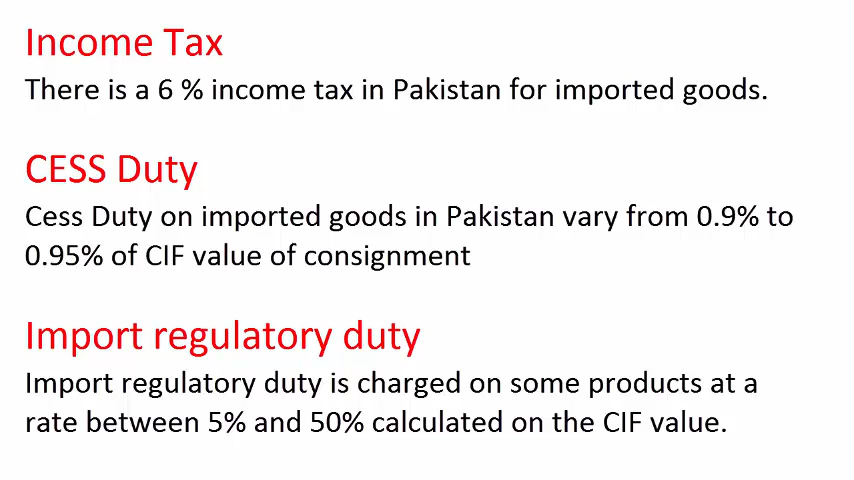 Income Tax
There is a 6 % income tax in Pakistan for imported goods.
CESS Duty
Cess Duty on imported goods in Pakistan vary from 0.9% to
0.95% of CIF value of consignment
Import regulatory duty
Import regulatory duty is charged on some products at a
rate between 5% and 50% calculated on the CIF value.